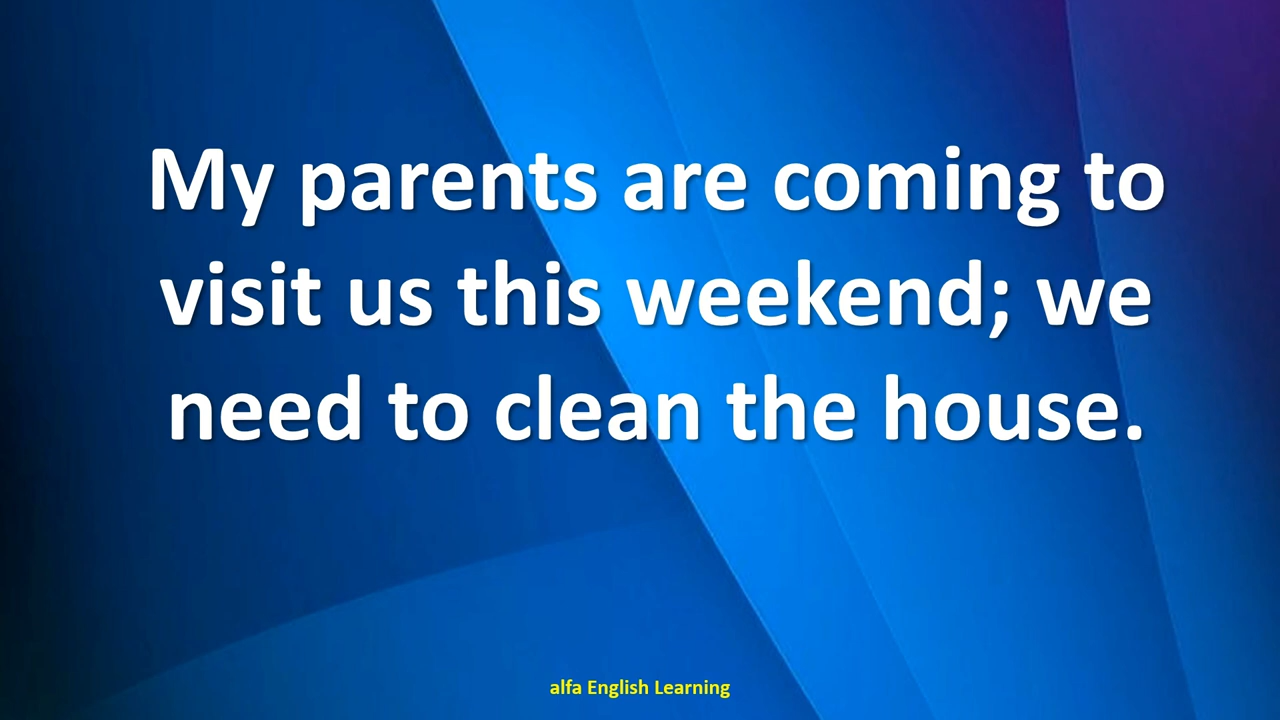 My parents are coming to
visit us this weekend; we
need to clean the house.
alfa English Learning